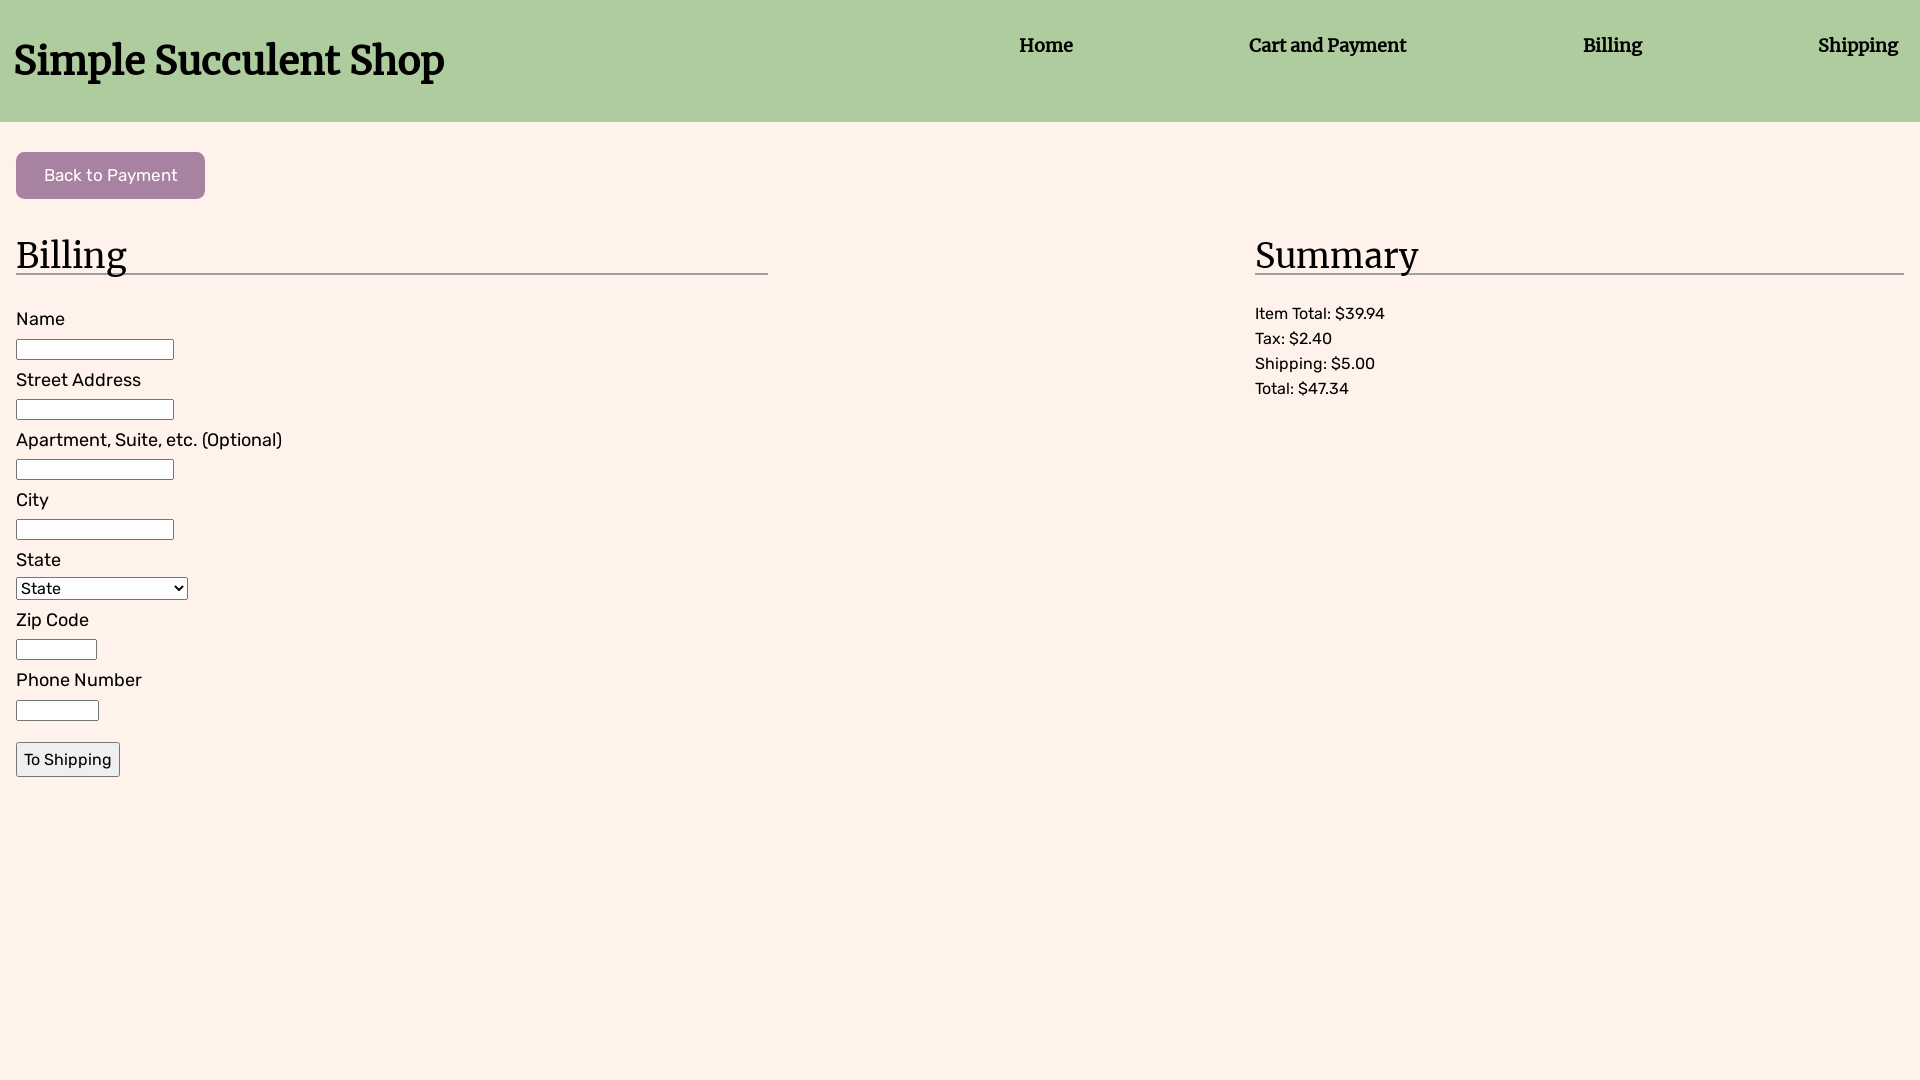 Simple Succulent Shop
Home
Cart and Payment
Billing
Shipping
Back to Payment
Billing
Name
Street Address
Apartment, Suite, etc. (Optional)
City
State
State
Zip Code
Phone Number
To Shipping
Summary
Item Total: $39.94
Tax: $2.40
Shipping: $5.00
Total: $47.34